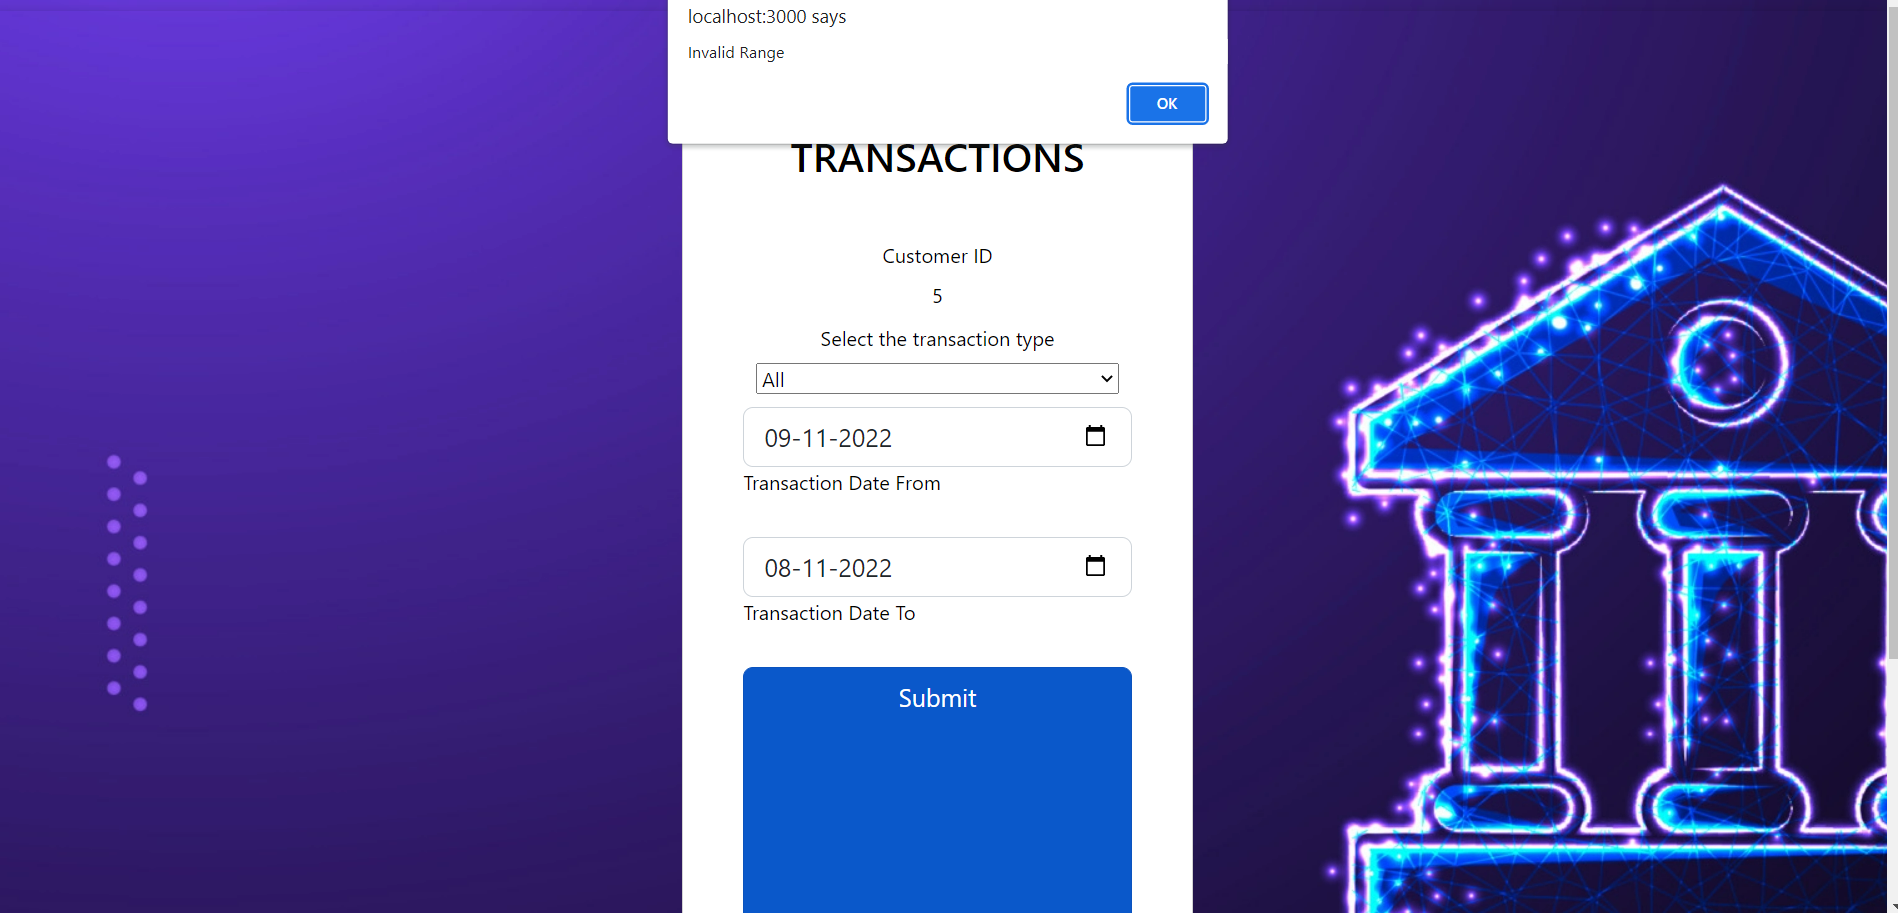 localhost:3000 says
Invalid Range
OK
TRANSACTIONS
Customer ID
5
Select the transaction type
All
09-11-2022
Transaction Date From
08-11-2022
Transaction Date To
Submit